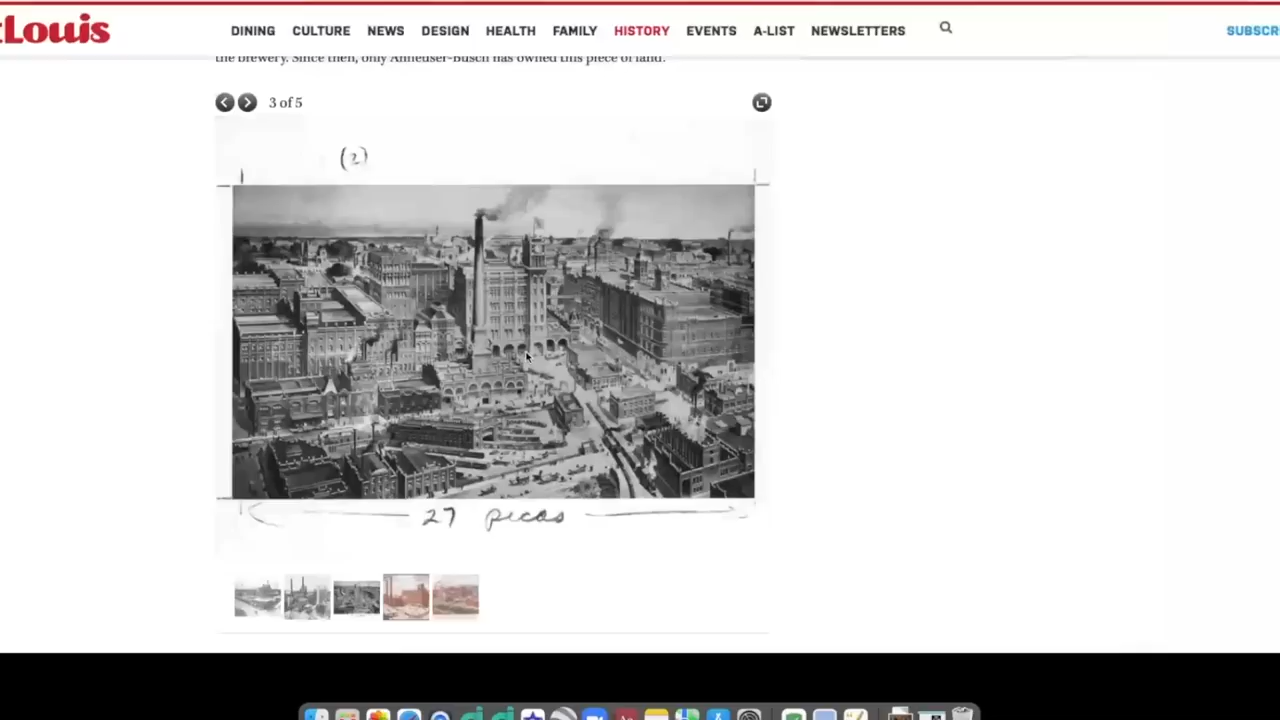 Louis
DINING CULTURE NEWS DESIGN HEALTH FAMILY HISTORY EVENTS A-LIST NEWSLETTERS
SUBSCR
the brewery. Since then, only Anheuser-Busch has owned this piece of land.
3 of 5
(2)
27 picas